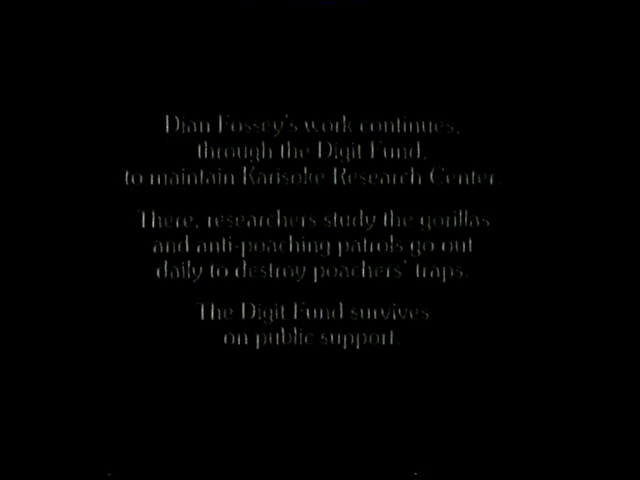 Dian Fossey's work continues,
through the Digit Fund,
to maintain Karisoke Research Center.
There, researchers study the gorillas
and anti-poaching patrols go out
daily to destroy poachers' traps.
The Digit Fund survives
on public support.